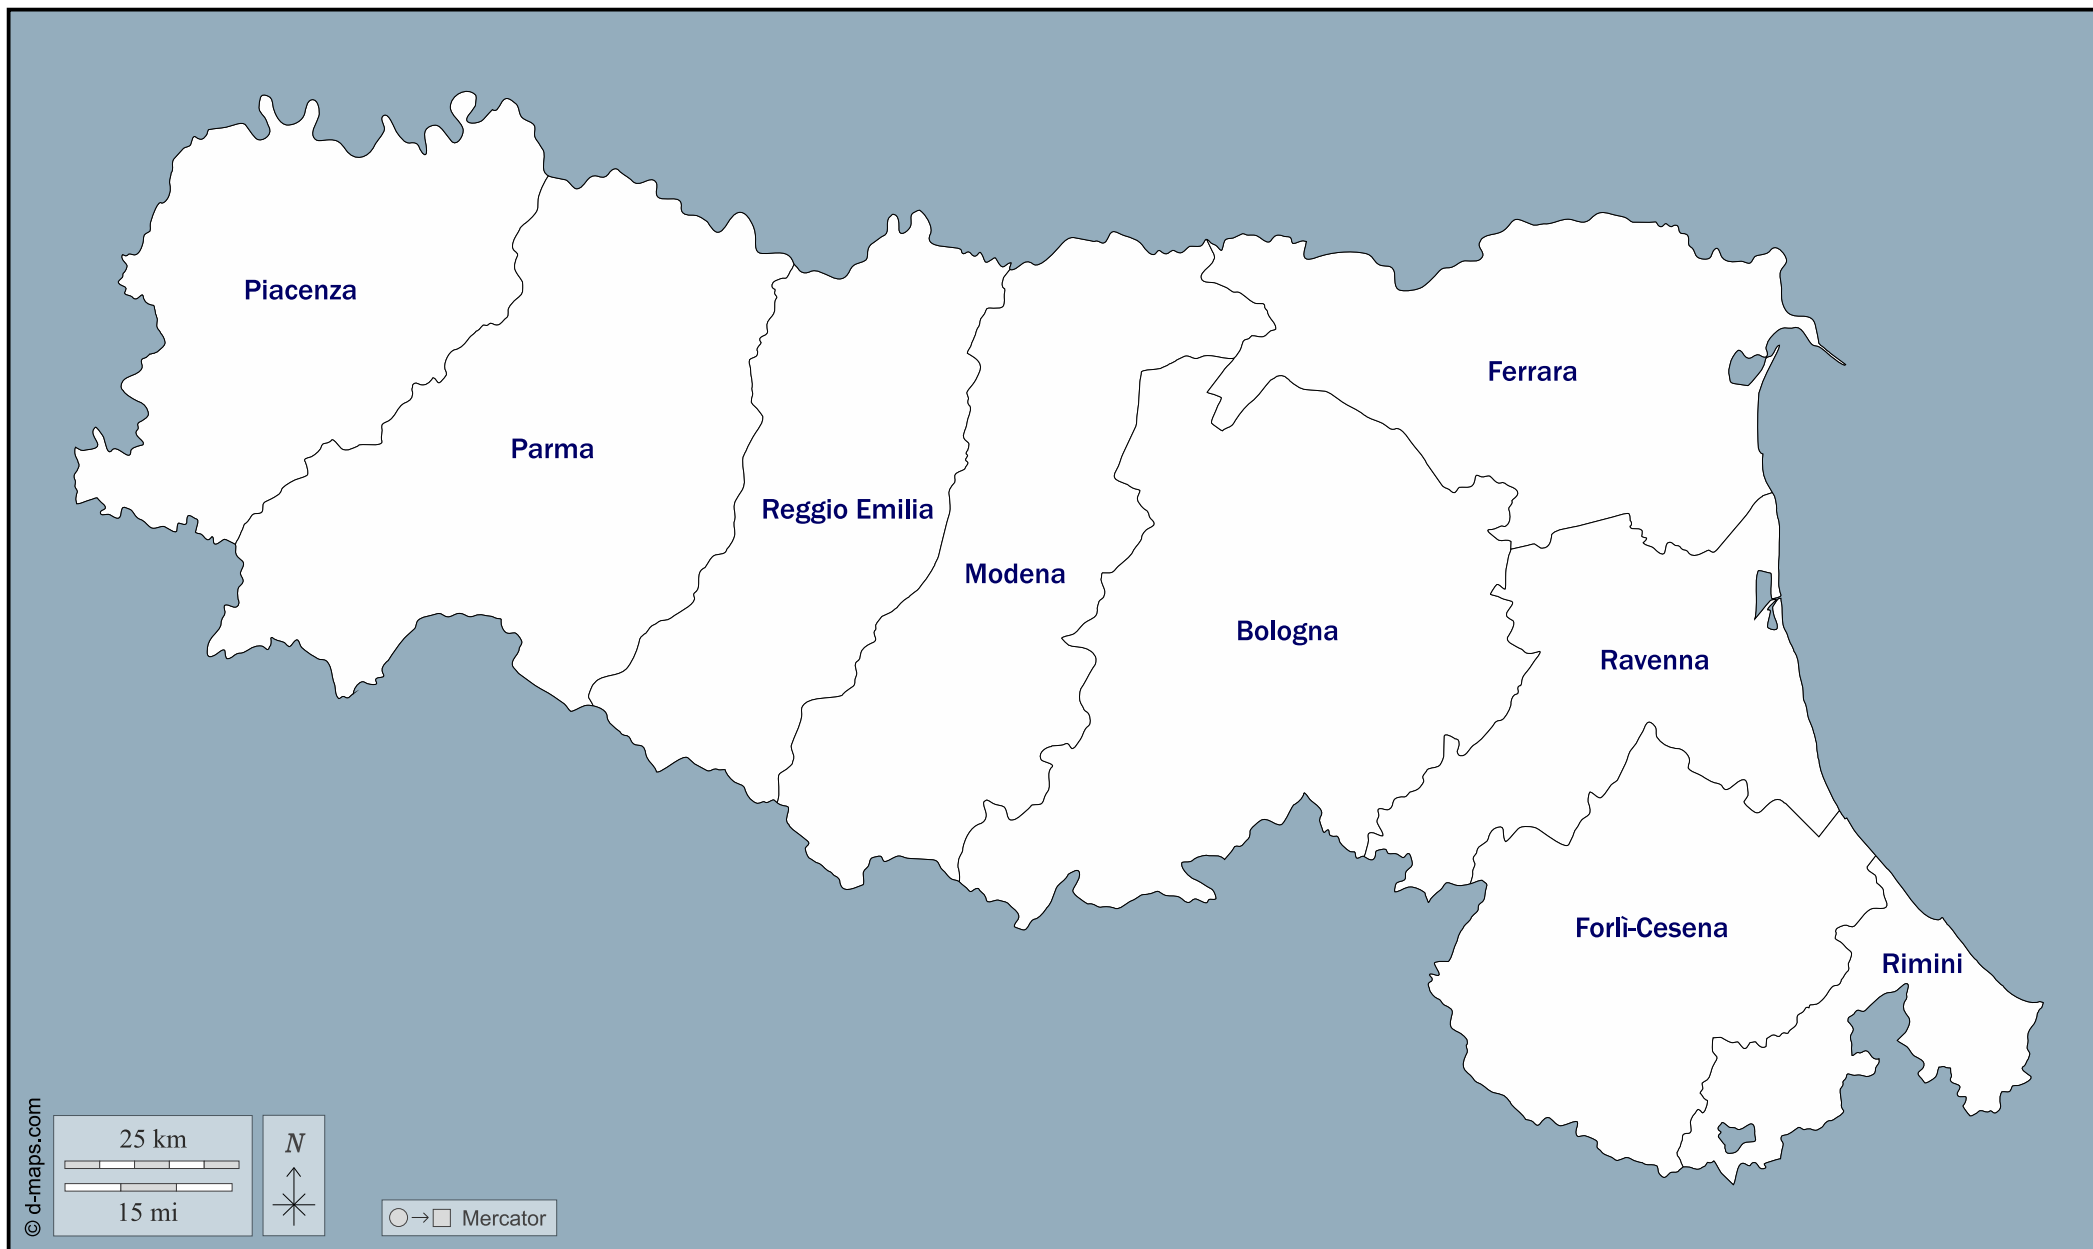 Piacenza
Ferrara
Parma
Reggio Emilia
Modena
Bologna
Ravenna
Forlì-Cesena
Rimini
© d-maps.com
25 km
15 mi
N
Mercator